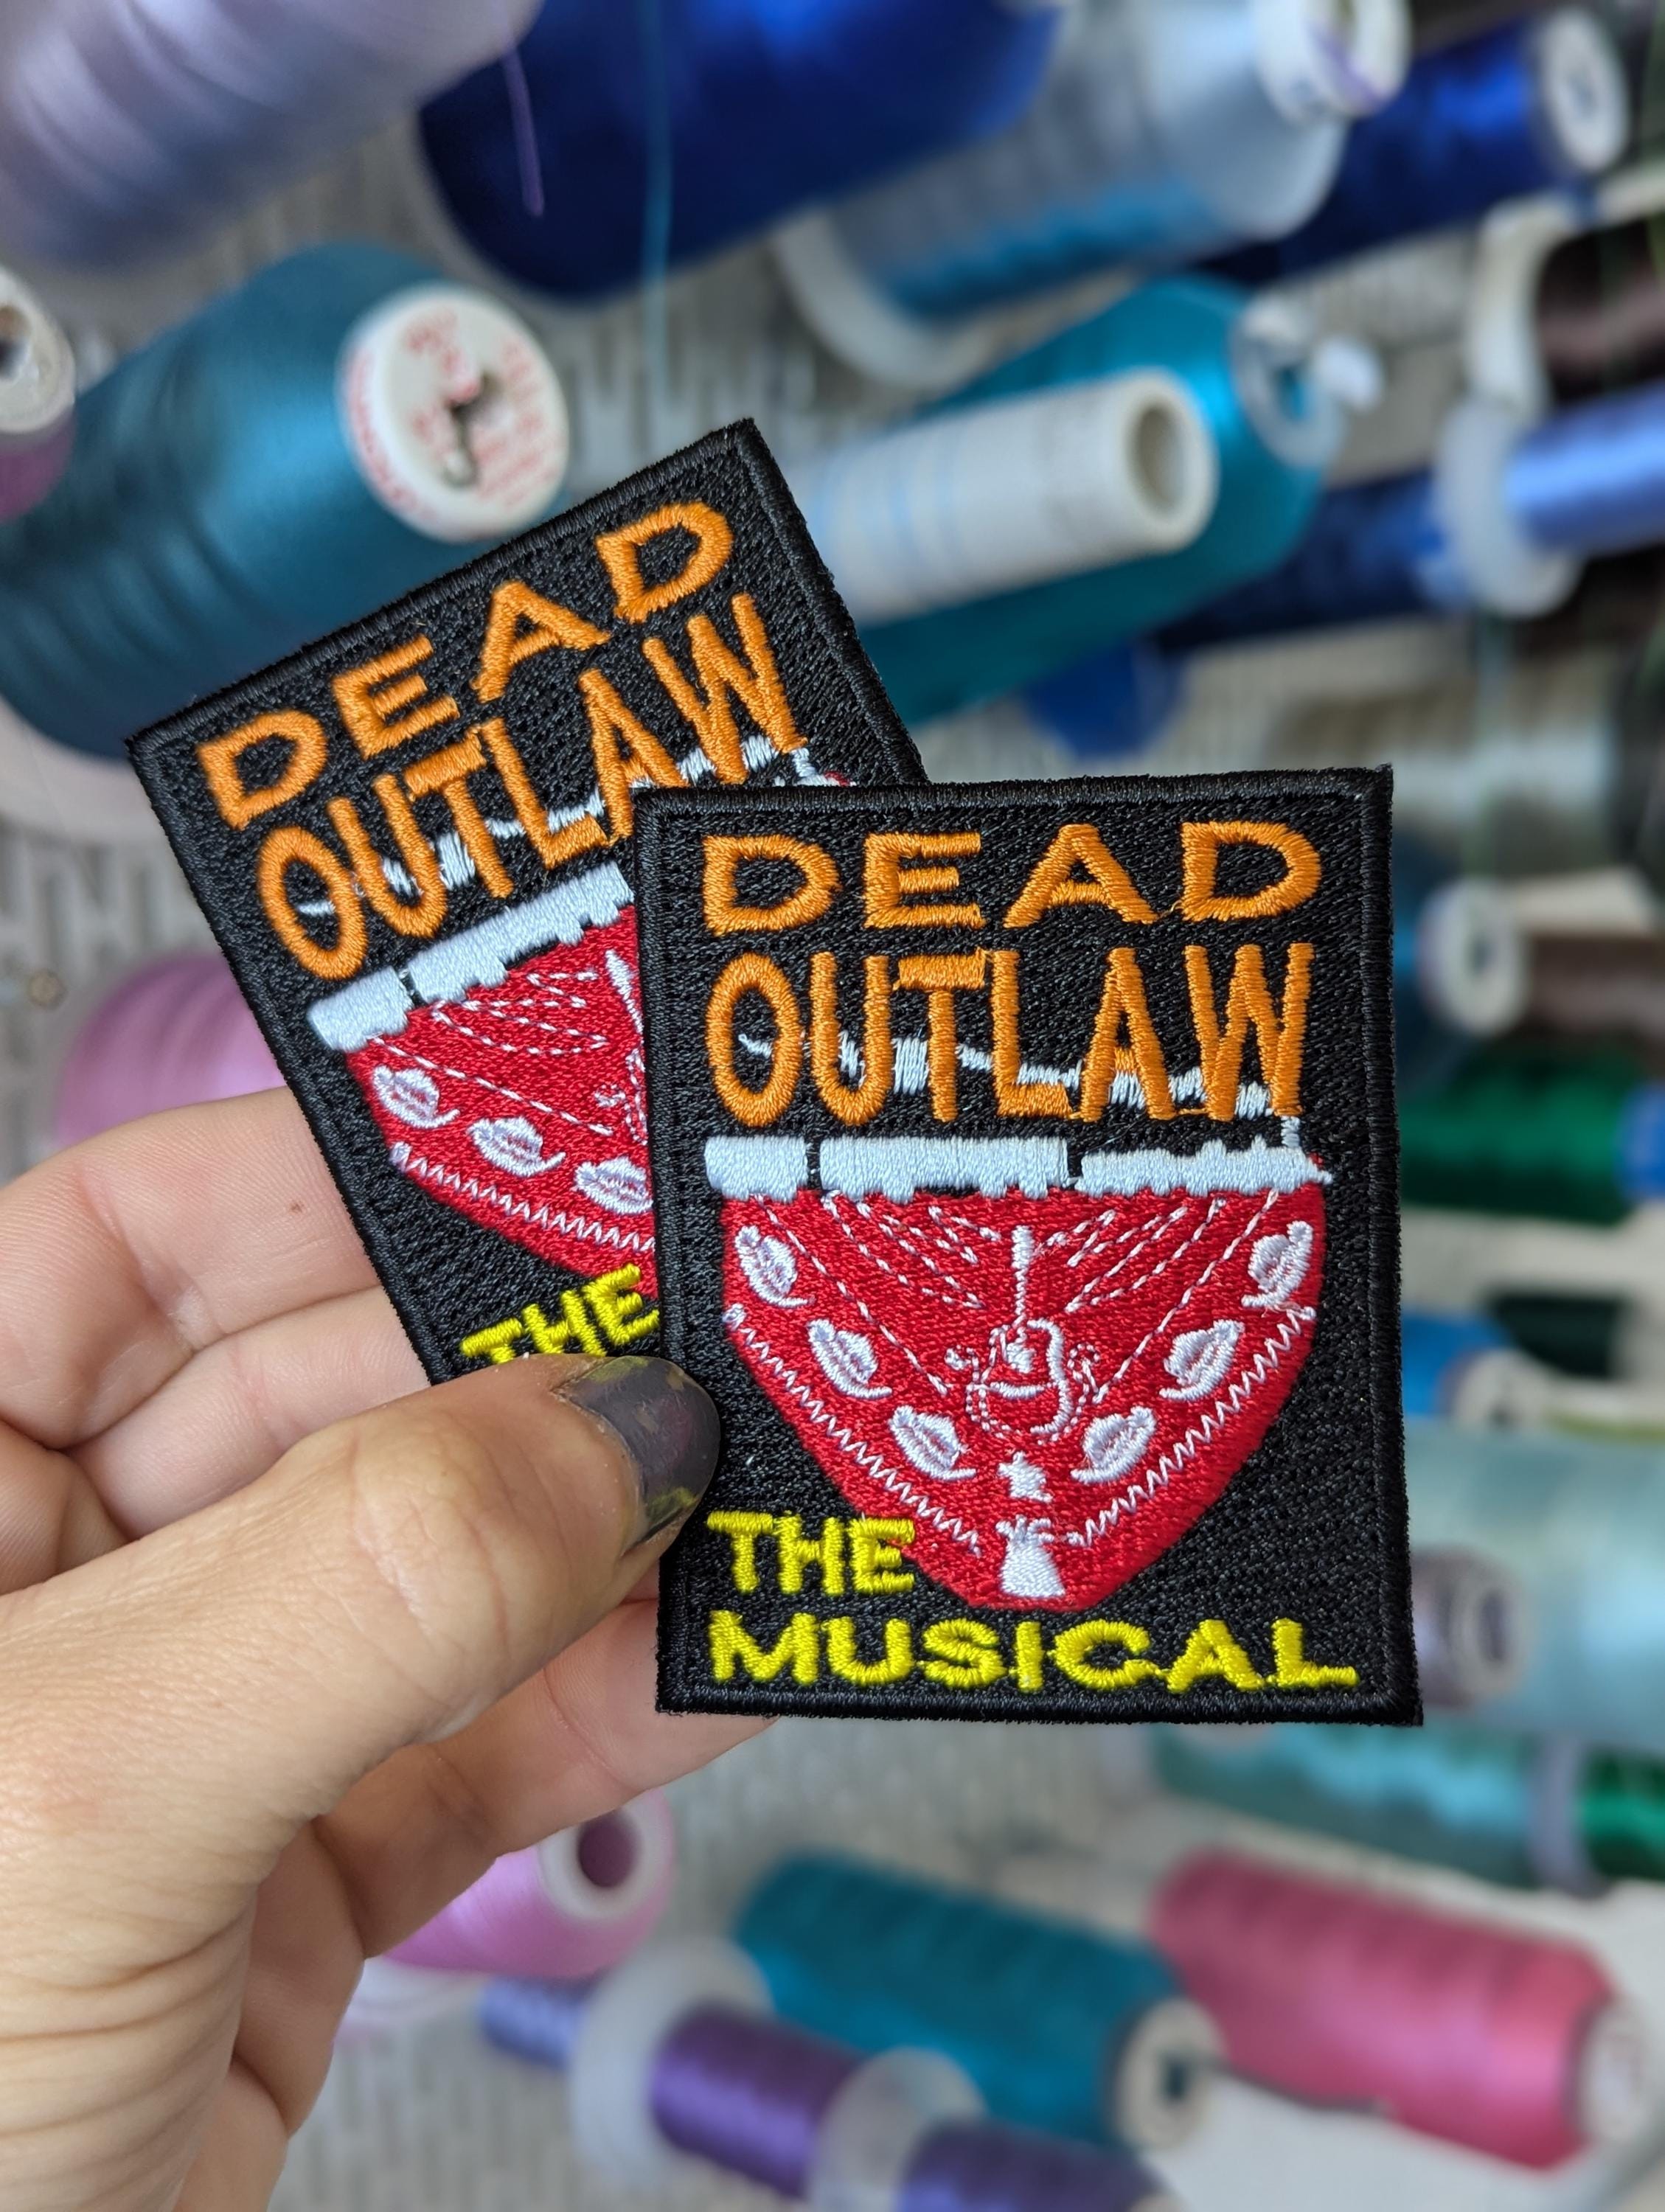 DEAD
OUTLAW
THE
DEAD
OUTLAW
THE
MUSICAL